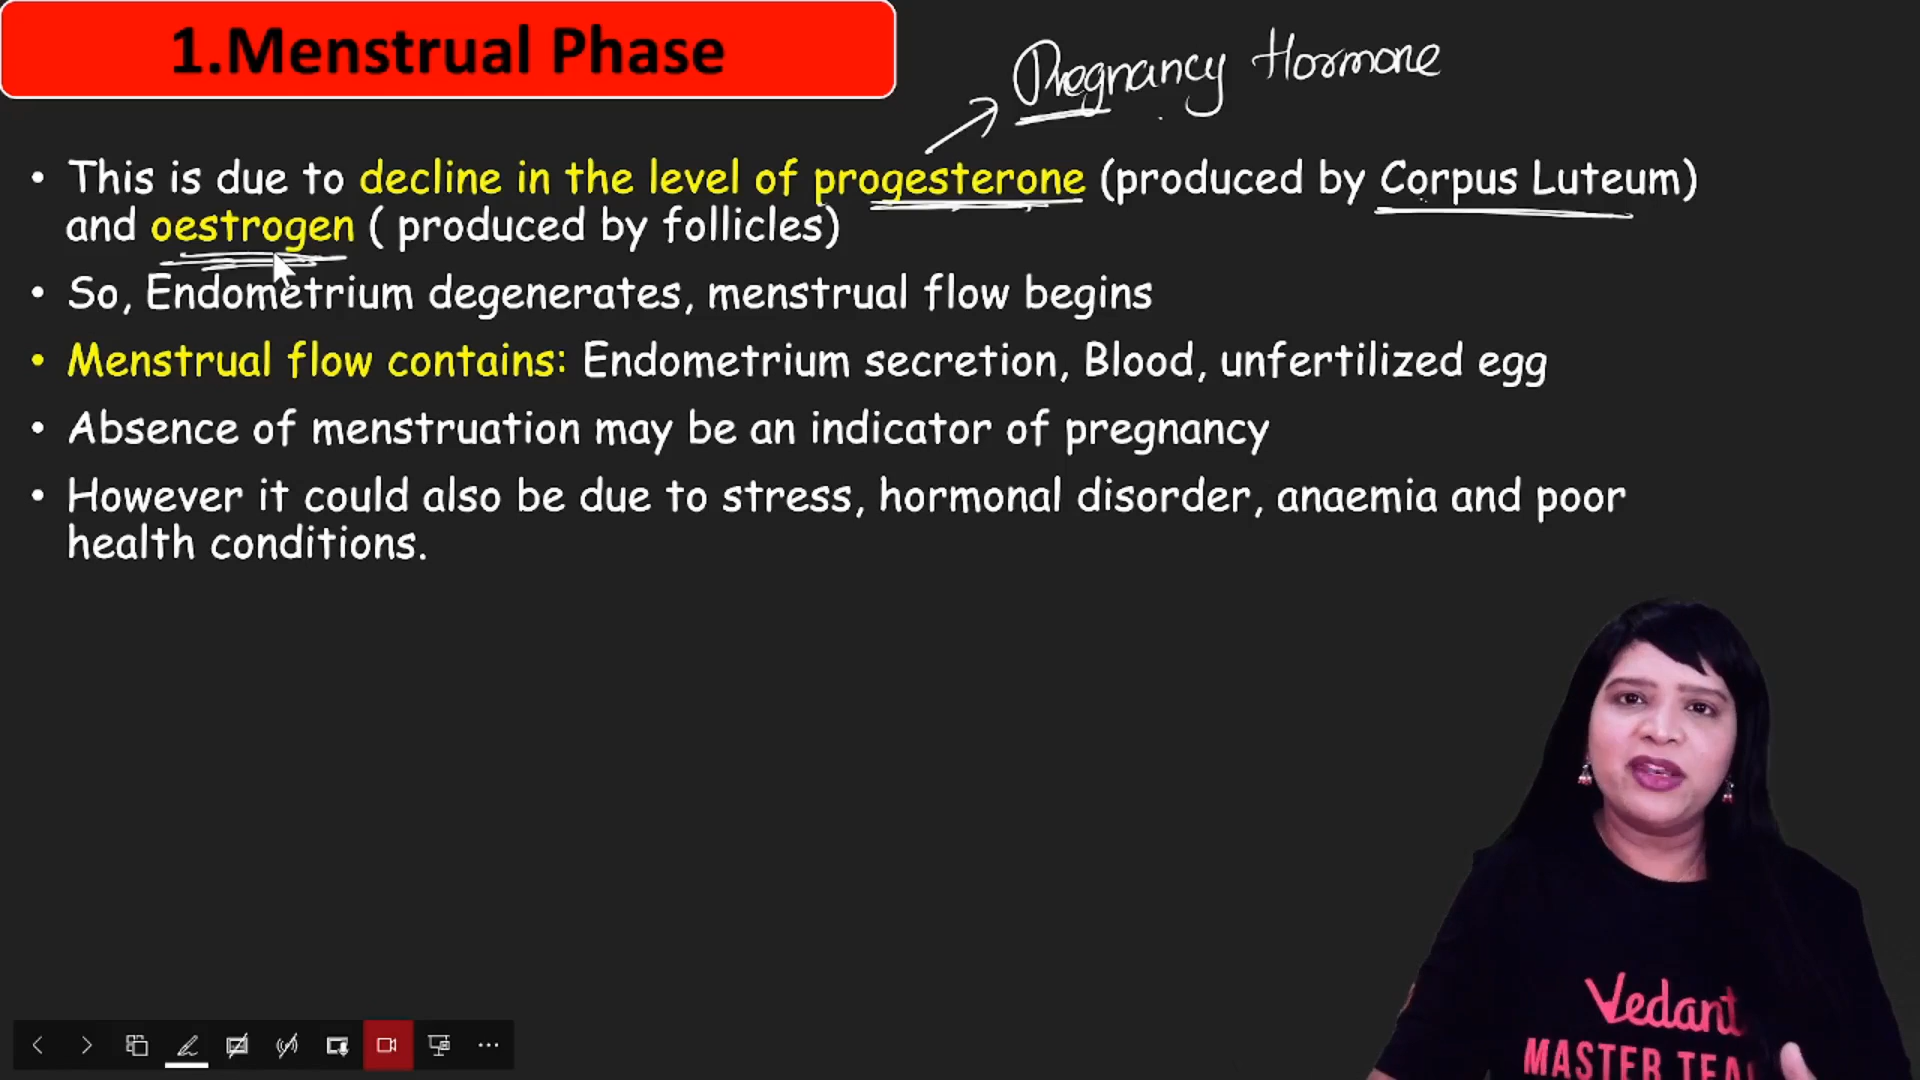 1.Menstrual Phase
Pregnancy Hormone
• This is due to decline in the level of progesterone (produced by Corpus Luteum)
and oestrogen ( produced by follicles)
• So, Endometrium degenerates, menstrual flow begins
• Menstrual flow contains: Endometrium secretion, Blood, unfertilized egg
• Absence of menstruation may be an indicator of pregnancy
• However it could also be due to stress, hormonal disorder, anaemia and poor
health conditions.
Vedant
MASTER TEA